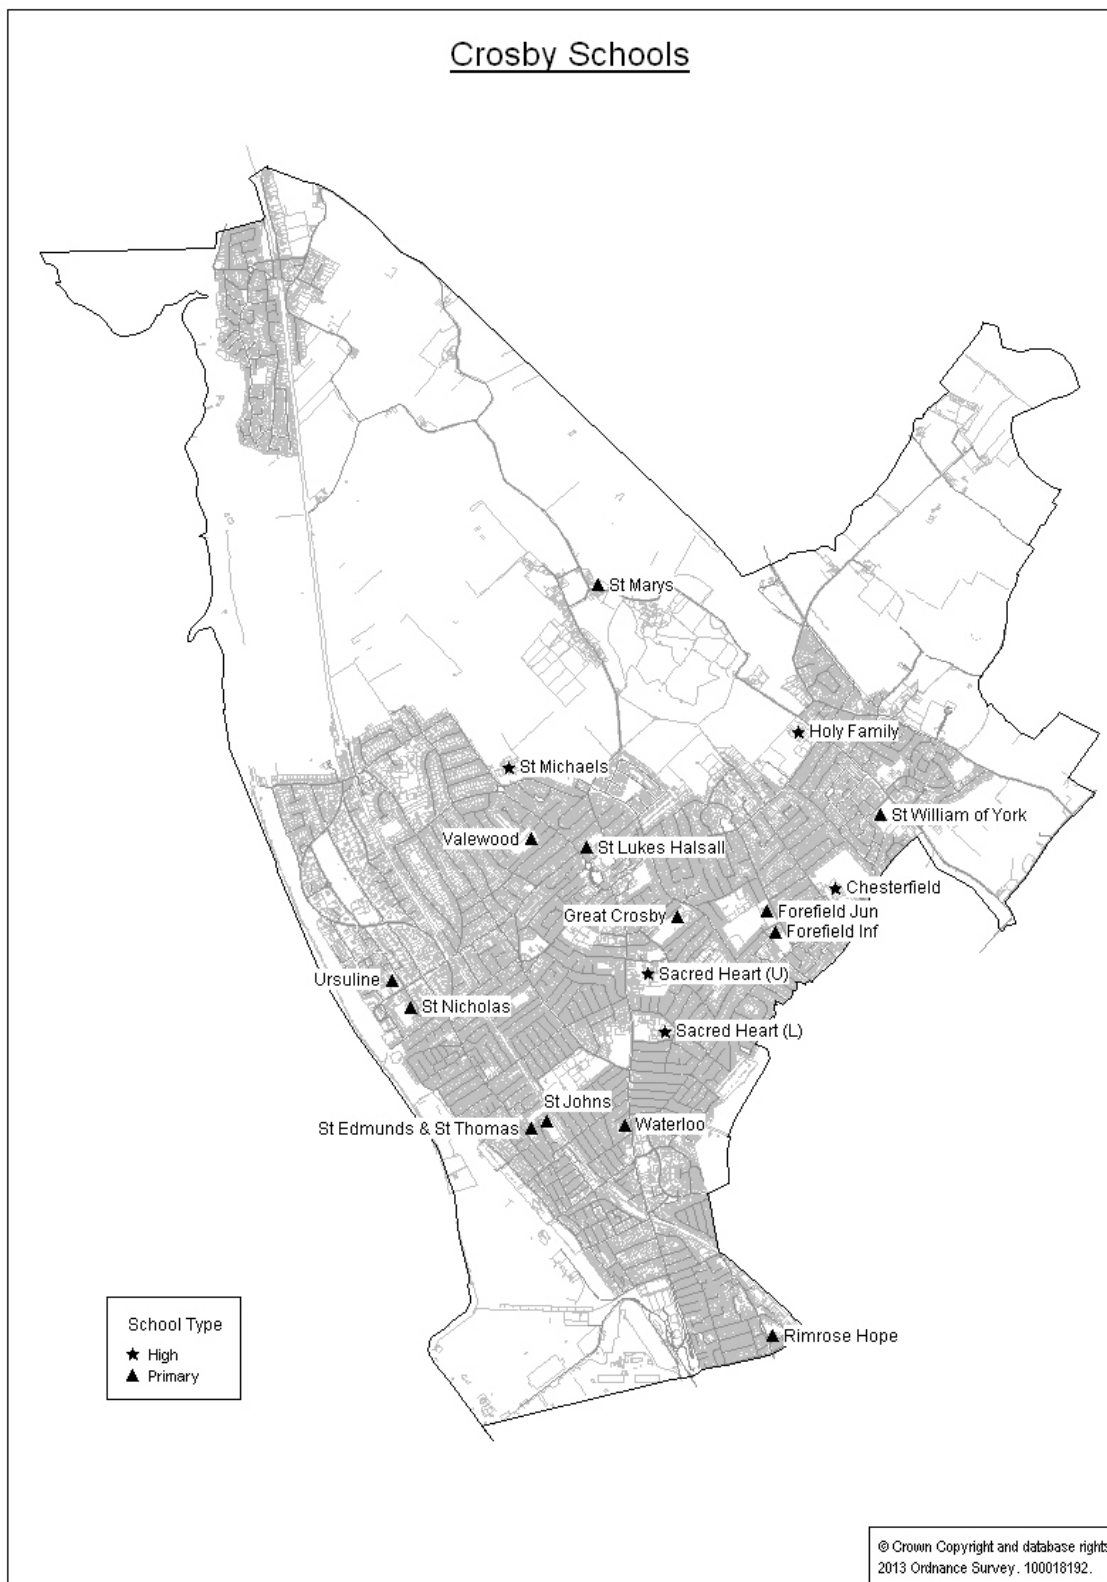 Crosby Schools
St Marys
Holy Family
St Michaels
St William of York
Valewood
St Lukes Halsall
Chesterfield
Great Crosby
Forefield Jun
Forefield Inf
Sacred Heart (U)
Ursuline
St Nicholas
Sacred Heart (L)
St Johns
St Edmunds & St Thomas
Waterloo
School Type
High
Primary
Rimrose Hope
© Crown Copyright and database rights
2013 Ordnance Survey. 100018192.